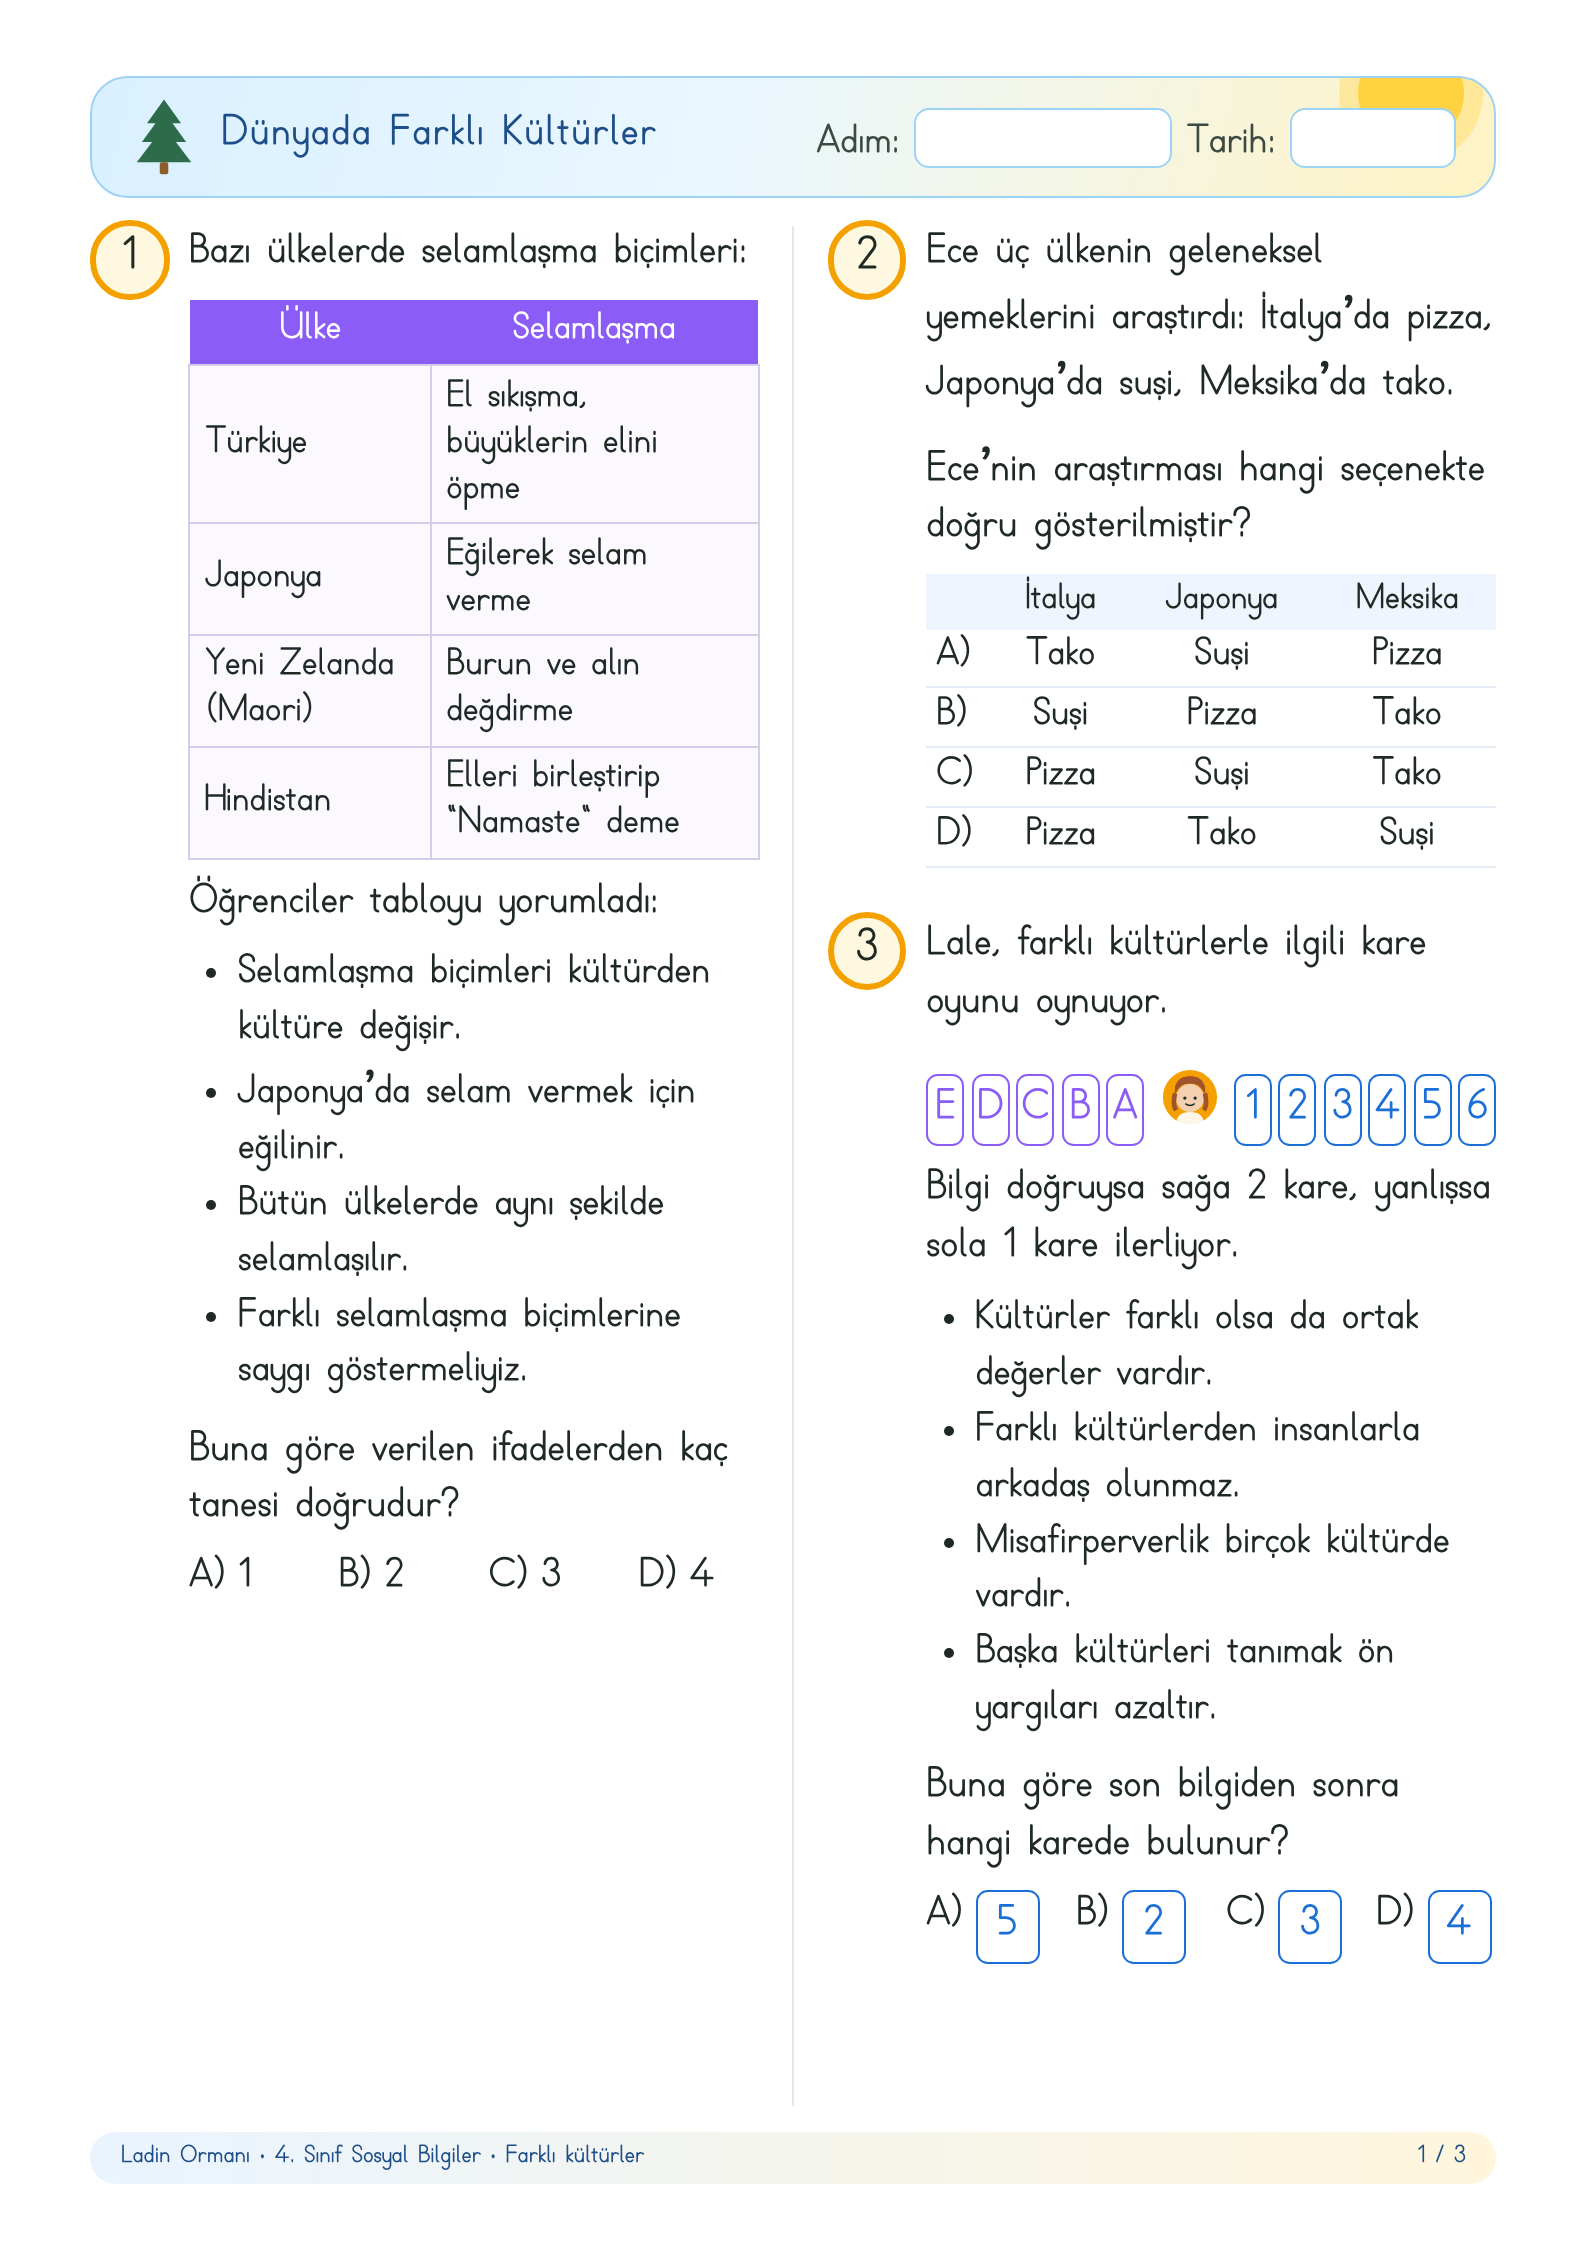 Dünyada Farklı Kültürler
Adım:
Tarih:
1
Bazı ülkelerde selamlaşma biçimleri:
Ülke Selamlaşma
Türkiye
El sıkışma,
büyüklerin elini
öpme
Japonya
Eğilerek selam
verme
Yeni Zelanda
(Maori)
Burun ve alın
değdirme
Hindistan
Elleri birleştirip
“Namaste“ deme
Öğrenciler tabloyu yorumladı:
• Selamlaşma biçimleri kültürden
kültüre değişir.
• Japonya’da selam vermek için
eğilinir.
• Bütün ülkelerde aynı şekilde
selamlaşılır.
• Farklı selamlaşma biçimlerine
saygı göstermeliyiz.
Buna göre verilen ifadelerden kaç
tanesi doğrudur?
A) 1 B) 2 C) 3 D) 4
2
Ece üç ülkenin geleneksel
yemeklerini araştırdı: İtalya’da pizza,
Japonya’da suşi, Meksika’da tako.
Ece’nin araştırması hangi seçenekte
doğru gösterilmiştir?
İtalya Japonya Meksika
A) Tako Suşi Pizza
B) Suşi Pizza Tako
C) Pizza Suşi Tako
D) Pizza Tako Suşi
3
Lale, farklı kültürlerle ilgili kare
oyunu oynuyor.
E D C B A 1 2 3 4 5 6
Bilgi doğruysa sağa 2 kare, yanlışsa
sola 1 kare ilerliyor.
• Kültürler farklı olsa da ortak
değerler vardır.
• Farklı kültürlerden insanlarla
arkadaş olunmaz.
• Misafirperverlik birçok kültürde
vardır.
• Başka kültürleri tanımak ön
yargıları azaltır.
Buna göre son bilgiden sonra
hangi karede bulunur?
A) 5 B) 2 C) 3 D) 4
Ladin Ormanı • 4. Sınıf Sosyal Bilgiler • Farklı kültürler
1 / 3